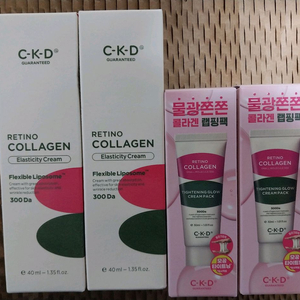 C·K·D
GUARANTEED
RETINO
COLLAGEN
Elasticity Cream
Flexible Liposome
300 Da
℮ 40 ml · 1.35 fl.oz
C·K·D
GUARANTEED
RETINO
COLLAGEN
Elasticity Cream
Flexible Liposome
300 Da
℮ 40 ml · 1.35 fl.oz
물광쫀쫀
콜라겐 랩핑팩
RETINO
COLLAGEN
TIGHTENING GLOW
CREAM PACK
C·K·D
물광쫀쫀
콜라겐 랩핑팩
RETINO
COLLAGEN
TIGHTENING GLOW
CREAM PACK
C·K·D